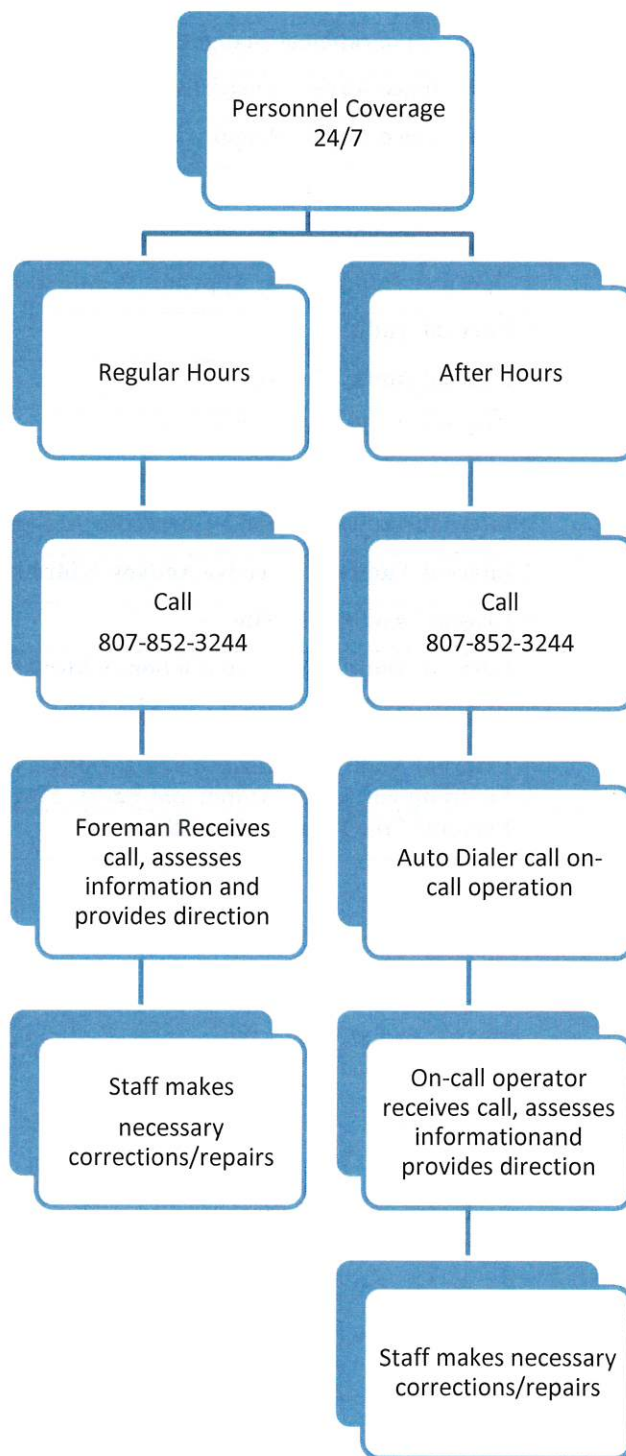 Personnel Coverage
24/7
Regular Hours
After Hours
Call
807-852-3244
Call
807-852-3244
Foreman Receives
call, assesses
information and
provides direction
Auto Dialer call on-
call operation
Staff makes
necessary
corrections/repairs
On-call operator
receives call, assesses
informationand
provides direction
Staff makes necessary
corrections/repairs